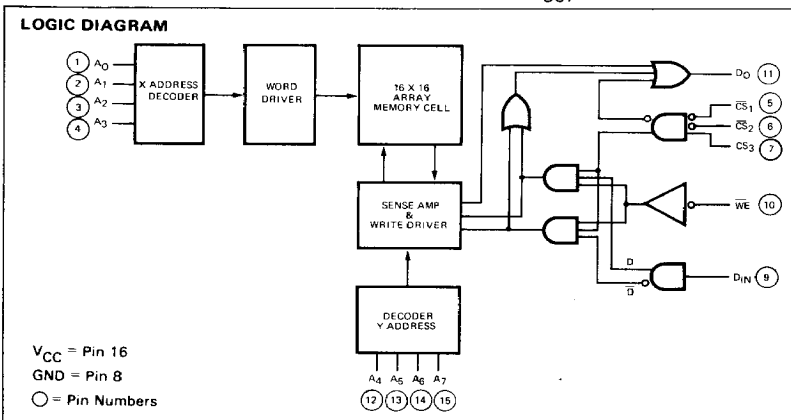 LOGIC DIAGRAM
1 A0
2 A1
3 A2
4 A3
X ADDRESS
DECODER
WORD
DRIVER
16 X 16
ARRAY
MEMORY CELL
DO 11
CS1 5
CS2 6
CS3 7
SENSE AMP
&
WRITE DRIVER
WE 10
D
D
DIN 9
DECODER
Y ADDRESS
A4 A5 A6 A7
12 13 14 15
VCC = Pin 16
GND = Pin 8
○ = Pin Numbers